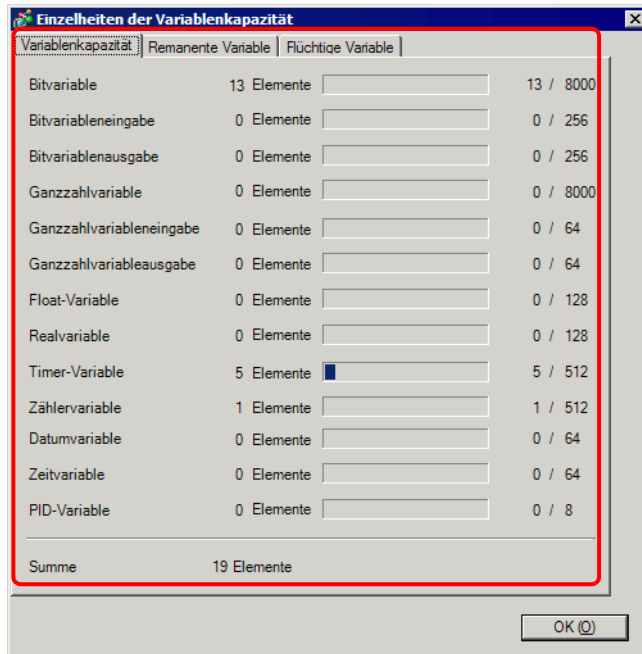 Einzelheiten der Variablenkapazität
Variablenkapazität Remanente Variable Flüchtige Variable
Bitvariable 13 Elemente 13 / 8000
Bitvariableneingabe 0 Elemente 0 / 256
Bitvariablenausgabe 0 Elemente 0 / 256
Ganzzahlvariable 0 Elemente 0 / 8000
Ganzzahlvariableneingabe 0 Elemente 0 / 64
Ganzzahlvariableausgabe 0 Elemente 0 / 64
Float-Variable 0 Elemente 0 / 128
Realvariable 0 Elemente 0 / 128
Timer-Variable 5 Elemente 5 / 512
Zählervariable 1 Elemente 1 / 512
Datumvariable 0 Elemente 0 / 64
Zeitvariable 0 Elemente 0 / 64
PID-Variable 0 Elemente 0 / 8
Summe 19 Elemente
OK (O)